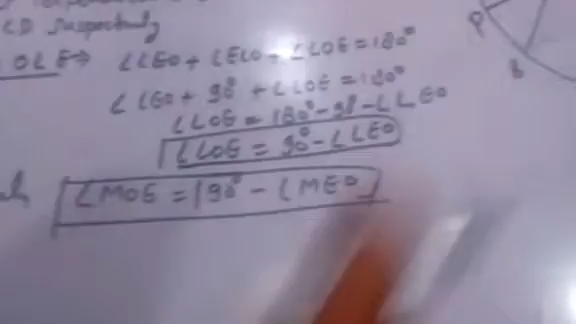 CD respectively
OLE ⇒ ∠LEO + ∠ELO + ∠LOE = 180°
∠LEO + 90° + ∠LOE = 180°
∠LOE = 180° - 90° - ∠LEO
∠LOE = 90° - ∠LEO
∠MOE = 90° - ∠MEO
P
B